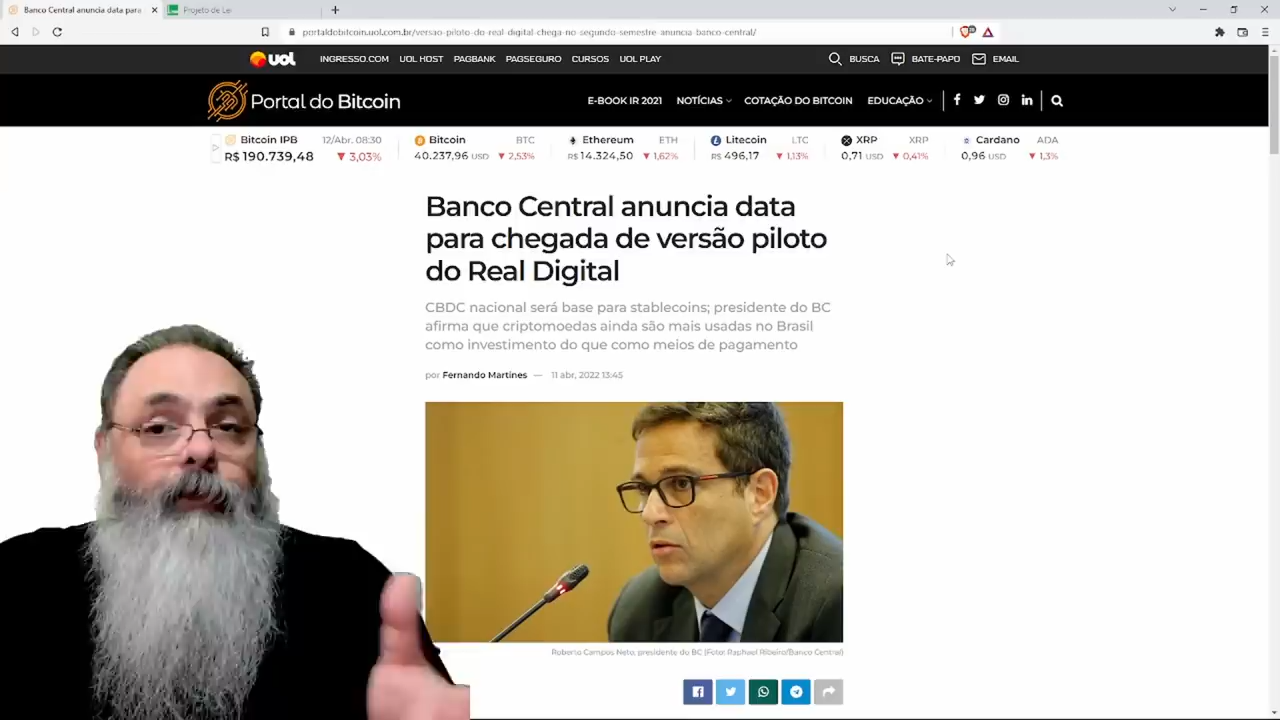 Banco Central anuncia data para
Projeto de Le
portaldobitcoin.uol.com.br/versao-piloto-do-real-digital-chega-no-segundo-semestre-anuncia-banco-central/
UOL
INGRESSO.COM UOL HOST PAGBANK PAGSEGURO CURSOS UOL PLAY
BUSCA BATE-PAPO EMAIL
Portal do Bitcoin
E-BOOK IR 2021 NOTÍCIAS COTAÇÃO DO BITCOIN EDUCAÇÃO
Bitcoin IPB 12/Abr. 08:30
R$ 190.739,48 ▼ 3,03%
Bitcoin BTC
40.237,96 USD ▼ 2,53%
Ethereum ETH
R$ 14.324,50 ▼ 1,62%
Litecoin LTC
R$ 496,17 ▼ 1,13%
XRP XRP
0,71 USD ▼ 0,41%
Cardano ADA
0,96 USD ▼ 1,3%
Banco Central anuncia data
para chegada de versão piloto
do Real Digital
CBDC nacional será base para stablecoins; presidente do BC
afirma que criptomoedas ainda são mais usadas no Brasil
como investimento do que como meios de pagamento
por Fernando Martines — 11 abr, 2022 13:45
Roberto Campos Neto, presidente do BC (Foto: Raphael Ribeiro/Banco Central)